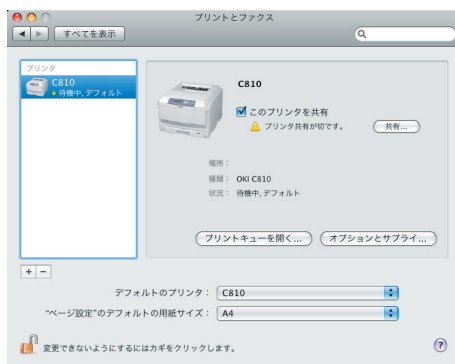 プリントとファクス
すべてを表示
プリンタ
C810
待機中, デフォルト
C810
このプリンタを共有
プリンタ共有が切です。
共有...
場所：
種類： OKI C810
状況： 待機中, デフォルト
プリントキューを開く...
オプションとサプライ...
+ -
デフォルトのプリンタ： C810
“ページ設定”のデフォルトの用紙サイズ： A4
変更できないようにするにはカギをクリックします。
?